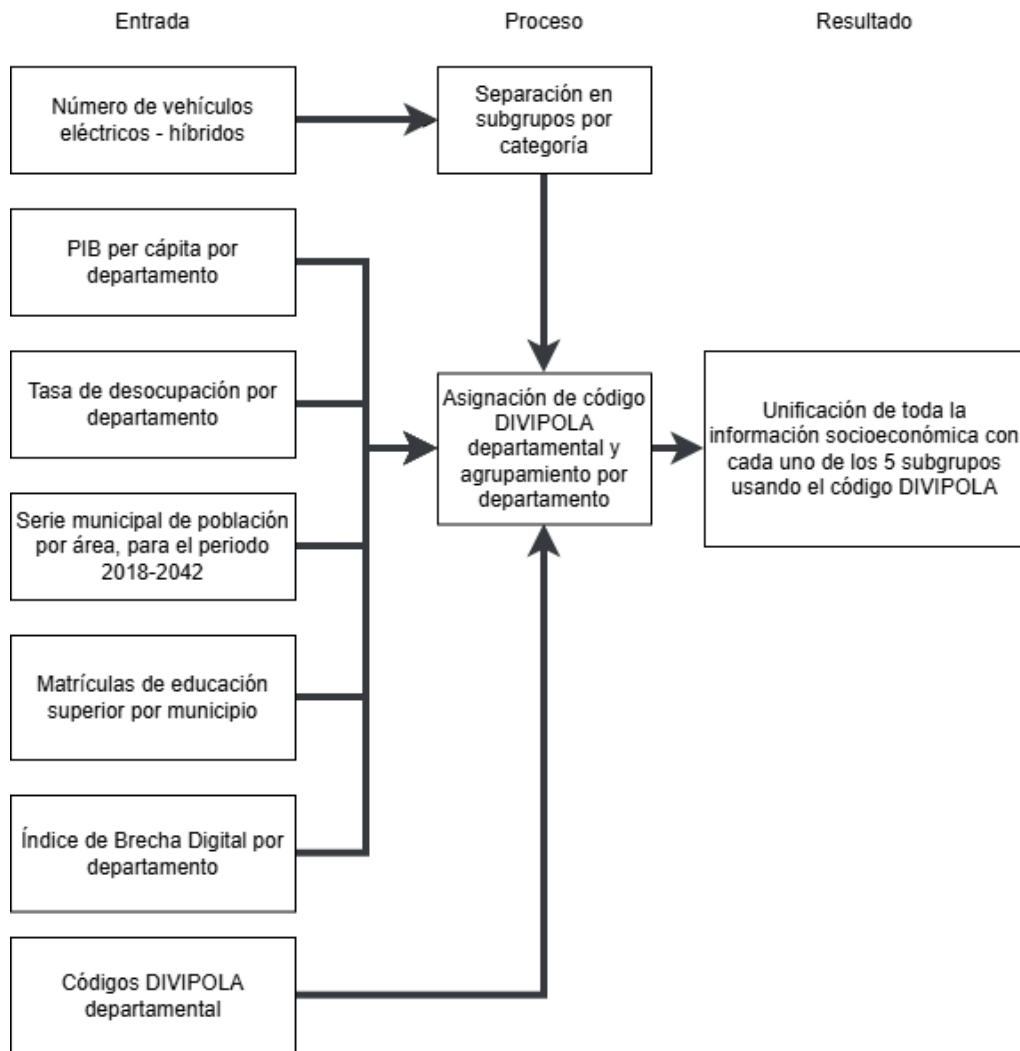 Entrada
Proceso
Resultado
Número de vehículos
eléctricos - híbridos
Separación en
subgrupos por
categoría
PIB per cápita por
departamento
Tasa de desocupación por
departamento
Asignación de código
DIVIPOLA
departamental y
agrupamiento por
departamento
Unificación de toda la
información socioeconómica con
cada uno de los 5 subgrupos
usando el código DIVIPOLA
Serie municipal de población
por área, para el periodo
2018-2042
Matrículas de educación
superior por municipio
Índice de Brecha Digital por
departamento
Códigos DIVIPOLA
departamental